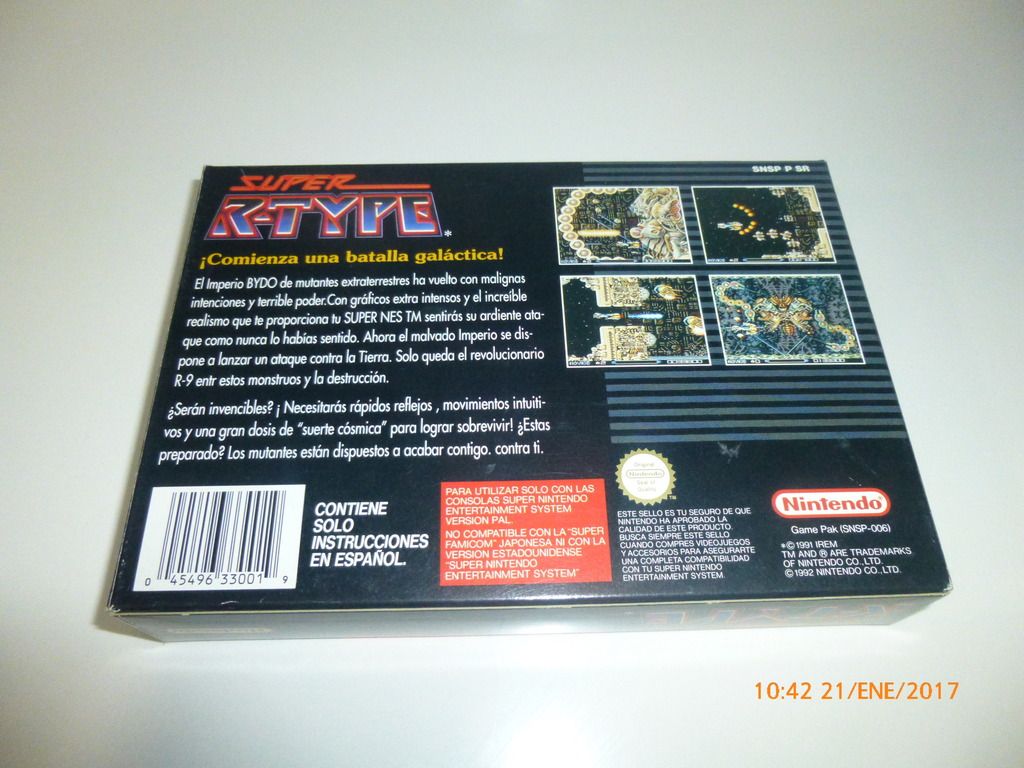 SNSP P SR
SUPER
R-TYPE*
¡Comienza una batalla galáctica!
El Imperio BYDO de mutantes extraterrestres ha vuelto con malignas
intenciones y terrible poder.Con gráficos extra intensos y el increíble
realismo que te proporciona tu SUPER NES TM sentirás su ardiente ata-
que como nunca lo habías sentido. Ahora el malvado Imperio se dis-
pone a lanzar un ataque contra la Tierra. Solo queda el revolucionario
R-9 entr estos monstruos y la destrucción.
¿Serán invencibles? ¡ Necesitarás rápidos reflejos , movimientos intuiti-
vos y una gran dosis de "suerte cósmica" para lograr sobrevivir! ¿Estas
preparado? Los mutantes están dispuestos a acabar contigo. contra ti.
0 45496 33001 9
CONTIENE
SOLO
INSTRUCCIONES
EN ESPAÑOL.
PARA UTILIZAR SOLO CON LAS
CONSOLAS SUPER NINTENDO
ENTERTAINMENT SYSTEM
VERSION PAL.
NO COMPATIBLE CON LA "SUPER
FAMICOM" JAPONESA NI CON LA
VERSION ESTADOUNIDENSE
"SUPER NINTENDO
ENTERTAINMENT SYSTEM"
Original
Nintendo
Seal of
Quality
TM
ESTE SELLO ES TU SEGURO DE QUE
NINTENDO HA APROBADO LA
CALIDAD DE ESTE PRODUCTO.
BUSCA SIEMPRE ESTE SELLO
CUANDO COMPRES VIDEOJUEGOS
Y ACCESORIOS PARA ASEGURARTE
UNA COMPLETA COMPATIBILIDAD
CON TU SUPER NINTENDO
ENTERTAINMENT SYSTEM.
Nintendo®
Game Pak (SNSP-006)
*©1991 IREM
TM AND ® ARE TRADEMARKS
OF NINTENDO CO., LTD.
©1992 NINTENDO CO., LTD.
10:42 21/ENE/2017